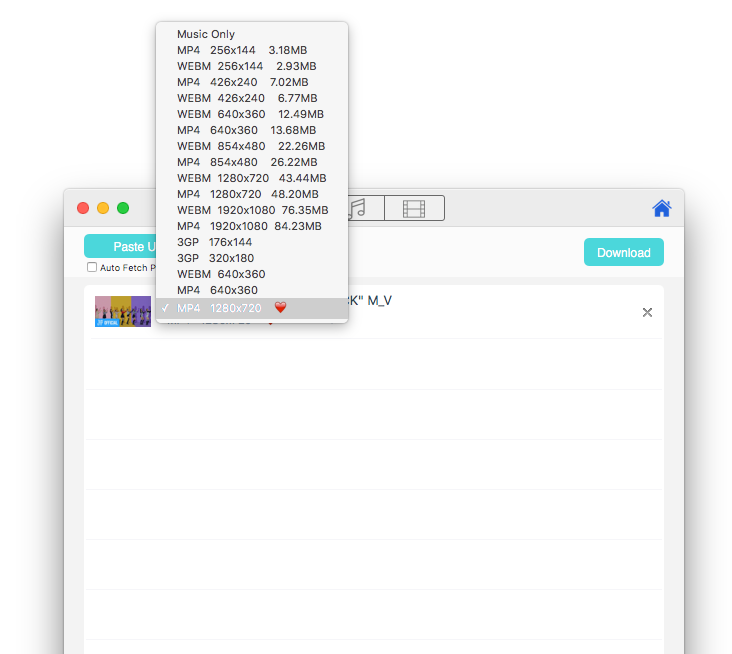 Music Only
MP4 256x144 3.18MB
WEBM 256x144 2.93MB
MP4 426x240 7.02MB
WEBM 426x240 6.77MB
WEBM 640x360 12.49MB
MP4 640x360 13.68MB
WEBM 854x480 22.26MB
MP4 854x480 26.22MB
WEBM 1280x720 43.44MB
MP4 1280x720 48.20MB
WEBM 1920x1080 76.35MB
MP4 1920x1080 84.23MB
3GP 176x144
3GP 320x180
WEBM 640x360
MP4 640x360
✓ MP4 1280x720 ❤
Paste U
Download
Auto Fetch P
K" M_V
OFFICIAL